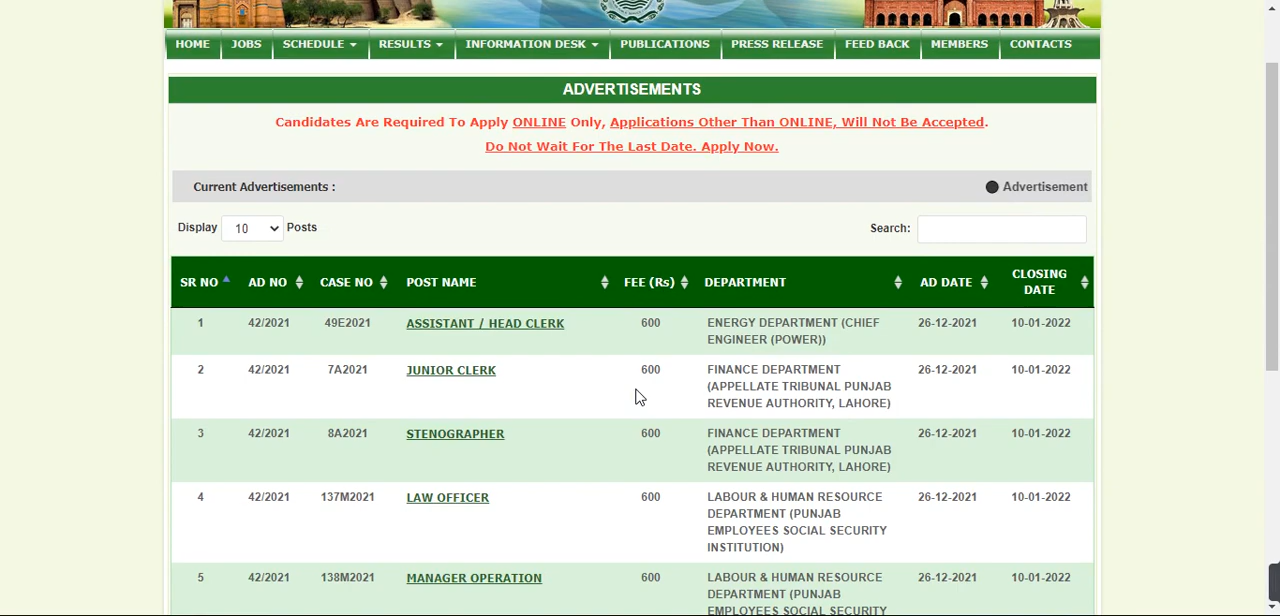 HOME JOBS SCHEDULE RESULTS INFORMATION DESK PUBLICATIONS PRESS RELEASE FEED BACK MEMBERS CONTACTS
ADVERTISEMENTS
Candidates Are Required To Apply ONLINE Only, Applications Other Than ONLINE, Will Not Be Accepted.
Do Not Wait For The Last Date. Apply Now.
Current Advertisements : Advertisement
Display 10 Posts Search:
SR NO AD NO CASE NO POST NAME FEE (Rs) DEPARTMENT AD DATE CLOSING
DATE
1 42/2021 49E2021 ASSISTANT / HEAD CLERK 600 ENERGY DEPARTMENT (CHIEF 26-12-2021 10-01-2022
ENGINEER (POWER))
2 42/2021 7A2021 JUNIOR CLERK 600 FINANCE DEPARTMENT 26-12-2021 10-01-2022
(APPELLATE TRIBUNAL PUNJAB
REVENUE AUTHORITY, LAHORE)
3 42/2021 8A2021 STENOGRAPHER 600 FINANCE DEPARTMENT 26-12-2021 10-01-2022
(APPELLATE TRIBUNAL PUNJAB
REVENUE AUTHORITY, LAHORE)
4 42/2021 137M2021 LAW OFFICER 600 LABOUR & HUMAN RESOURCE 26-12-2021 10-01-2022
DEPARTMENT (PUNJAB
EMPLOYEES SOCIAL SECURITY
INSTITUTION)
5 42/2021 138M2021 MANAGER OPERATION 600 LABOUR & HUMAN RESOURCE 26-12-2021 10-01-2022
DEPARTMENT (PUNJAB
EMPLOYEES SOCIAL SECURITY